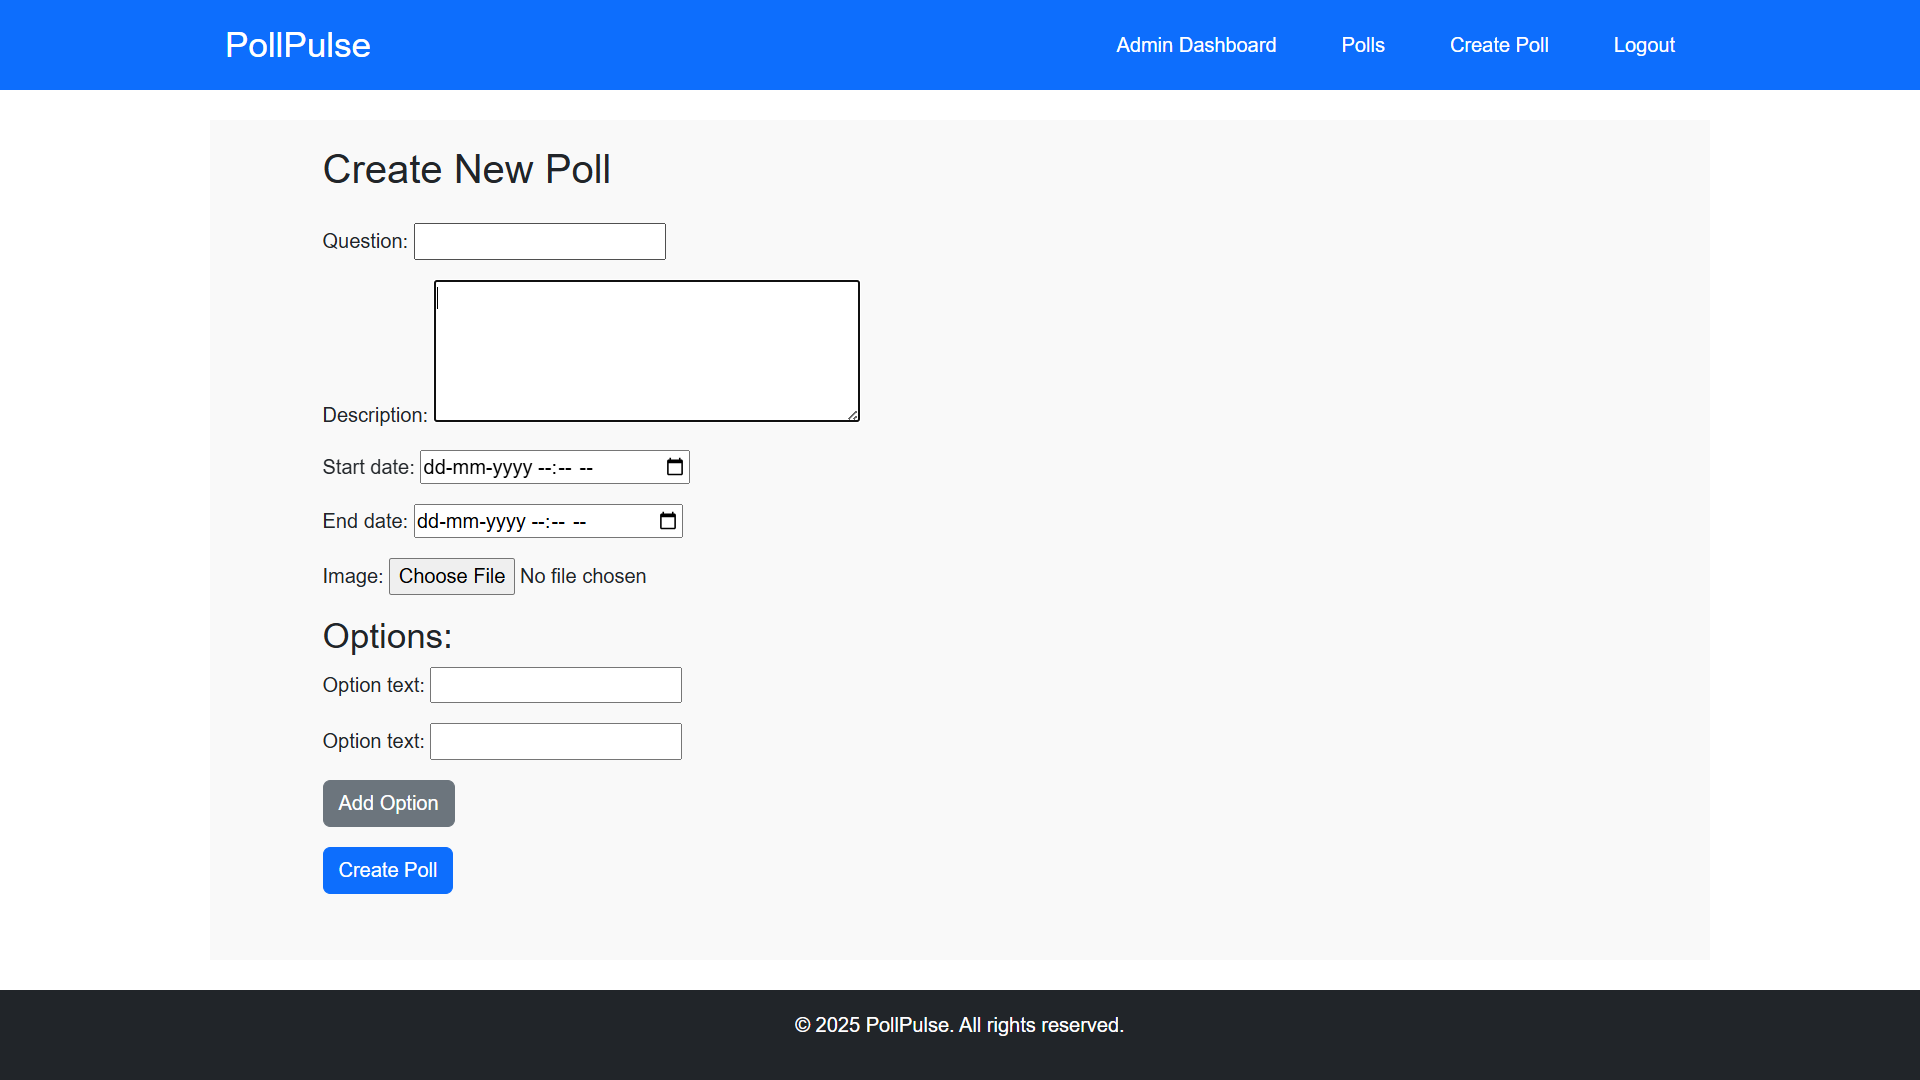 PollPulse Admin Dashboard Polls Create Poll Logout
Create New Poll
Question:
Description:
Start date: dd-mm-yyyy --:-- --
End date: dd-mm-yyyy --:-- --
Image: Choose File No file chosen
Options:
Option text:
Option text:
Add Option
Create Poll
© 2025 PollPulse. All rights reserved.